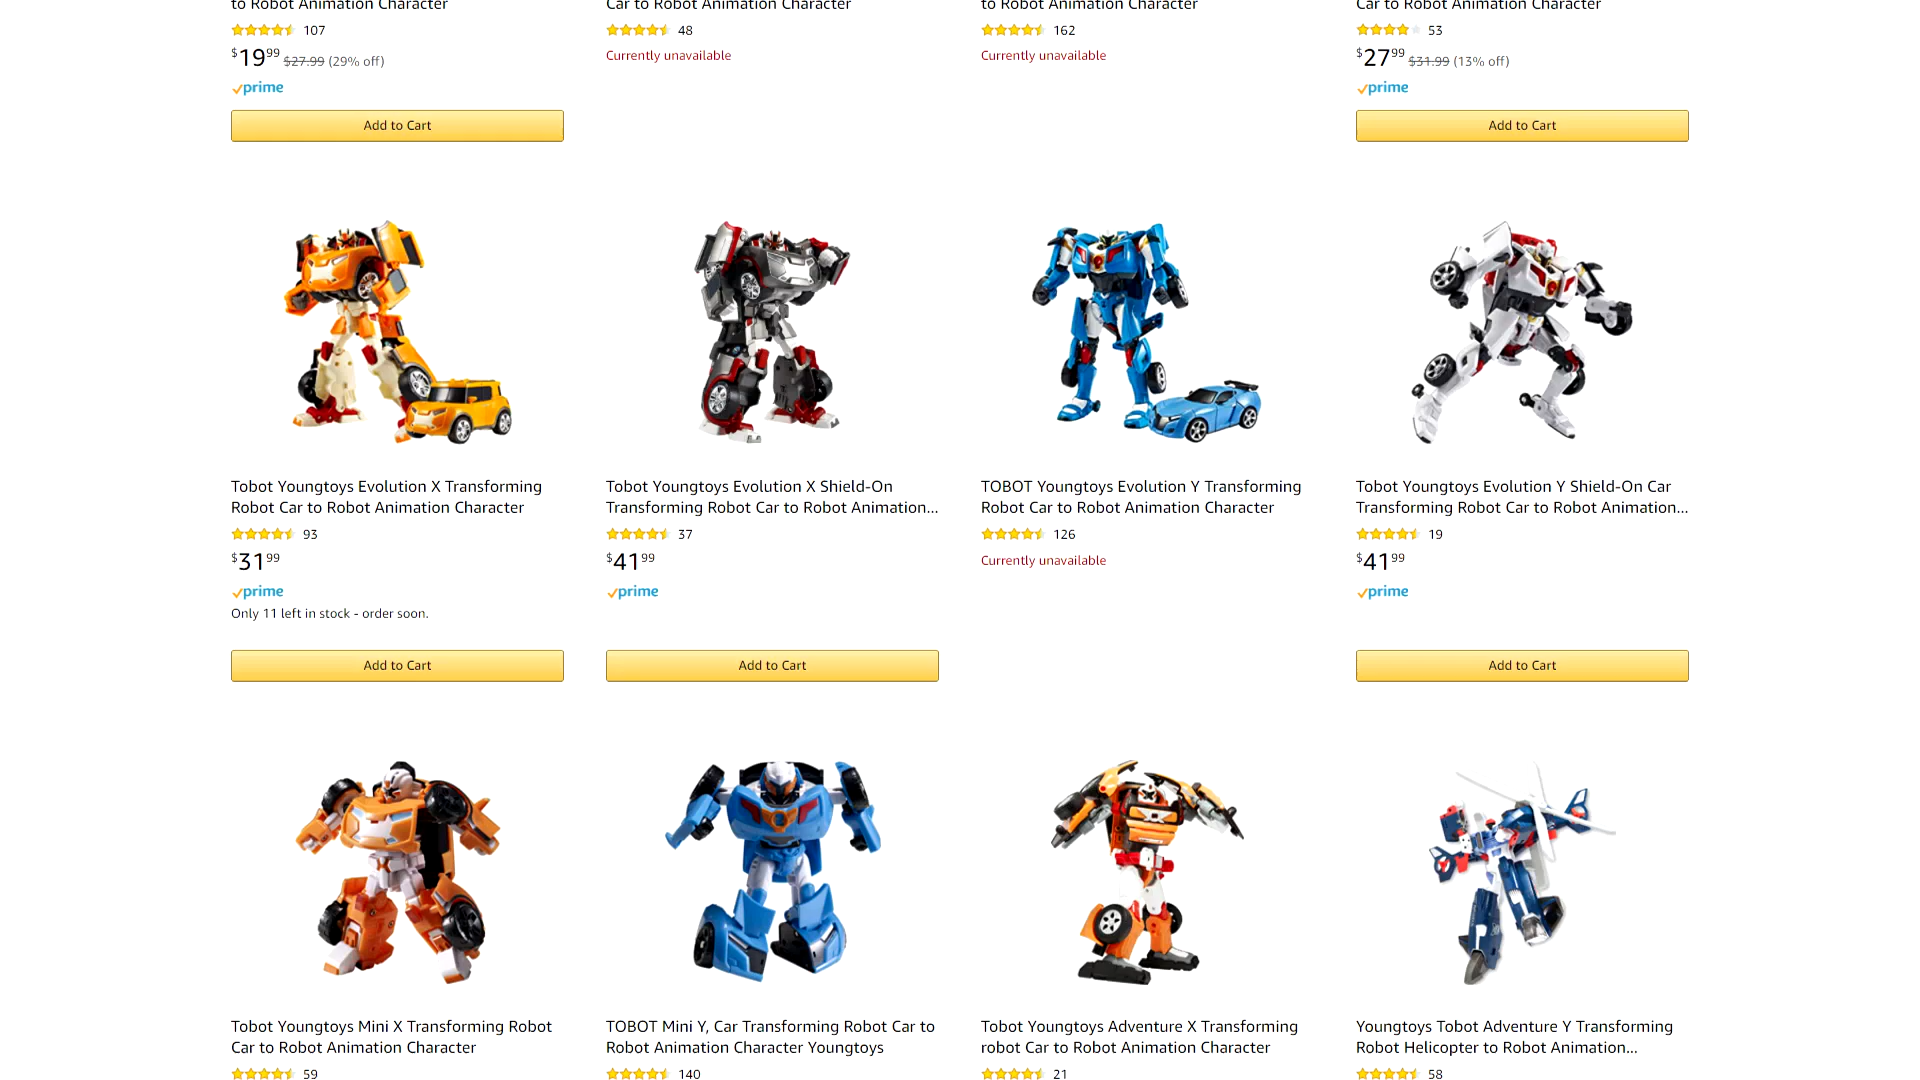 to Robot Animation Character
107
$19.99 $27.99 (29% off)
prime
Add to Cart
Car to Robot Animation Character
48
Currently unavailable
to Robot Animation Character
162
Currently unavailable
Car to Robot Animation Character
53
$27.99 $31.99 (13% off)
prime
Add to Cart
Tobot Youngtoys Evolution X Transforming
Robot Car to Robot Animation Character
93
$31.99
prime
Only 11 left in stock - order soon.
Add to Cart
Tobot Youngtoys Evolution X Shield-On
Transforming Robot Car to Robot Animation...
37
$41.99
prime
Add to Cart
TOBOT Youngtoys Evolution Y Transforming
Robot Car to Robot Animation Character
126
Currently unavailable
Tobot Youngtoys Evolution Y Shield-On Car
Transforming Robot Car to Robot Animation...
19
$41.99
prime
Add to Cart
Tobot Youngtoys Mini X Transforming Robot
Car to Robot Animation Character
59
TOBOT Mini Y, Car Transforming Robot Car to
Robot Animation Character Youngtoys
140
Tobot Youngtoys Adventure X Transforming
robot Car to Robot Animation Character
21
Youngtoys Tobot Adventure Y Transforming
Robot Helicopter to Robot Animation...
58